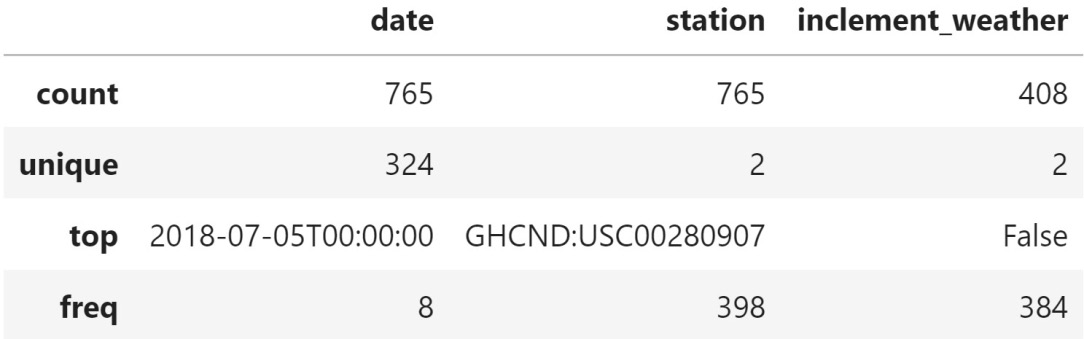 date station inclement_weather
count 765 765 408
unique 324 2 2
top 2018-07-05T00:00:00 GHCND:USC00280907 False
freq 8 398 384